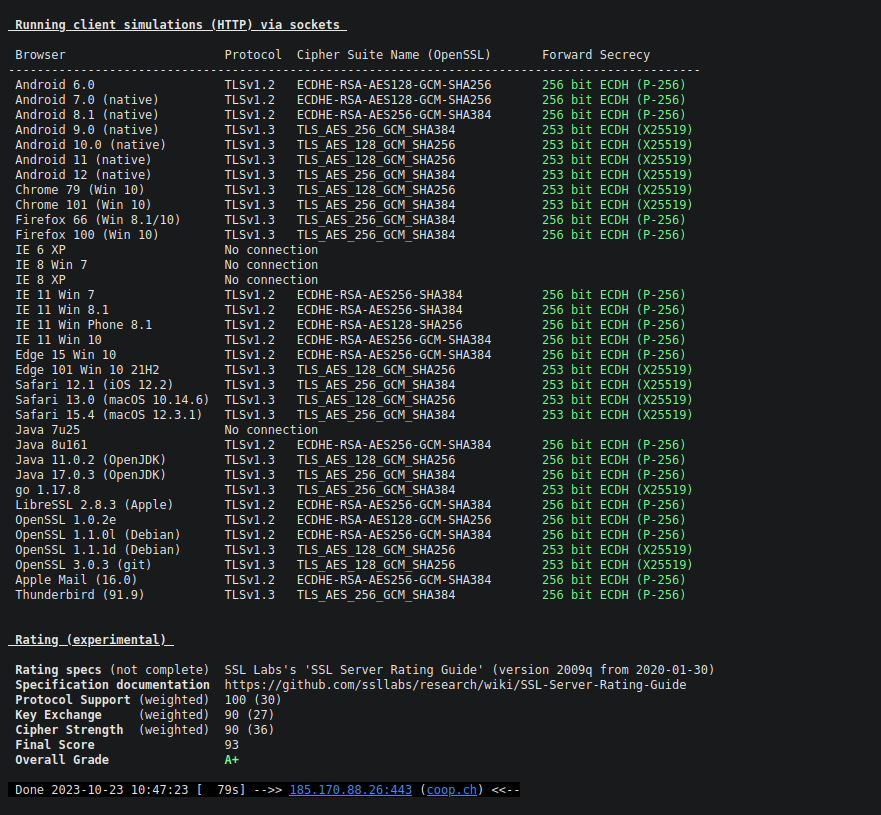 Running client simulations (HTTP) via sockets
Browser                      Protocol  Cipher Suite Name (OpenSSL)       Forward Secrecy
------------------------------------------------------------------------------------------------
Android 6.0                  TLSv1.2   ECDHE-RSA-AES128-GCM-SHA256       256 bit ECDH (P-256)
Android 7.0 (native)         TLSv1.2   ECDHE-RSA-AES128-GCM-SHA256       256 bit ECDH (P-256)
Android 8.1 (native)         TLSv1.2   ECDHE-RSA-AES256-GCM-SHA384       256 bit ECDH (P-256)
Android 9.0 (native)         TLSv1.3   TLS_AES_256_GCM_SHA384            253 bit ECDH (X25519)
Android 10.0 (native)        TLSv1.3   TLS_AES_128_GCM_SHA256            253 bit ECDH (X25519)
Android 11 (native)          TLSv1.3   TLS_AES_128_GCM_SHA256            253 bit ECDH (X25519)
Android 12 (native)          TLSv1.3   TLS_AES_256_GCM_SHA384            253 bit ECDH (X25519)
Chrome 79 (Win 10)           TLSv1.3   TLS_AES_128_GCM_SHA256            253 bit ECDH (X25519)
Chrome 101 (Win 10)          TLSv1.3   TLS_AES_256_GCM_SHA384            253 bit ECDH (X25519)
Firefox 66 (Win 8.1/10)      TLSv1.3   TLS_AES_256_GCM_SHA384            256 bit ECDH (P-256)
Firefox 100 (Win 10)         TLSv1.3   TLS_AES_256_GCM_SHA384            256 bit ECDH (P-256)
IE 6 XP                      No connection
IE 8 Win 7                   No connection
IE 8 XP                      No connection
IE 11 Win 7                  TLSv1.2   ECDHE-RSA-AES256-SHA384           256 bit ECDH (P-256)
IE 11 Win 8.1                TLSv1.2   ECDHE-RSA-AES256-SHA384           256 bit ECDH (P-256)
IE 11 Win Phone 8.1          TLSv1.2   ECDHE-RSA-AES128-SHA256           256 bit ECDH (P-256)
IE 11 Win 10                 TLSv1.2   ECDHE-RSA-AES256-GCM-SHA384       256 bit ECDH (P-256)
Edge 15 Win 10               TLSv1.2   ECDHE-RSA-AES256-GCM-SHA384       256 bit ECDH (P-256)
Edge 101 Win 10 21H2         TLSv1.3   TLS_AES_128_GCM_SHA256            253 bit ECDH (X25519)
Safari 12.1 (iOS 12.2)       TLSv1.3   TLS_AES_256_GCM_SHA384            253 bit ECDH (X25519)
Safari 13.0 (macOS 10.14.6)  TLSv1.3   TLS_AES_128_GCM_SHA256            253 bit ECDH (X25519)
Safari 15.4 (macOS 12.3.1)   TLSv1.3   TLS_AES_256_GCM_SHA384            253 bit ECDH (X25519)
Java 7u25                    No connection
Java 8u161                   TLSv1.2   ECDHE-RSA-AES256-GCM-SHA384       256 bit ECDH (P-256)
Java 11.0.2 (OpenJDK)        TLSv1.3   TLS_AES_128_GCM_SHA256            256 bit ECDH (P-256)
Java 17.0.3 (OpenJDK)        TLSv1.3   TLS_AES_256_GCM_SHA384            256 bit ECDH (P-256)
go 1.17.8                    TLSv1.3   TLS_AES_256_GCM_SHA384            253 bit ECDH (X25519)
LibreSSL 2.8.3 (Apple)       TLSv1.2   ECDHE-RSA-AES256-GCM-SHA384       256 bit ECDH (P-256)
OpenSSL 1.0.2e               TLSv1.2   ECDHE-RSA-AES128-GCM-SHA256       256 bit ECDH (P-256)
OpenSSL 1.1.0l (Debian)      TLSv1.2   ECDHE-RSA-AES256-GCM-SHA384       256 bit ECDH (P-256)
OpenSSL 1.1.1d (Debian)      TLSv1.3   TLS_AES_128_GCM_SHA256            253 bit ECDH (X25519)
OpenSSL 3.0.3 (git)          TLSv1.3   TLS_AES_128_GCM_SHA256            253 bit ECDH (X25519)
Apple Mail (16.0)            TLSv1.2   ECDHE-RSA-AES256-GCM-SHA384       256 bit ECDH (P-256)
Thunderbird (91.9)           TLSv1.3   TLS_AES_256_GCM_SHA384            256 bit ECDH (P-256)
Rating (experimental)
Rating specs (not complete)  SSL Labs's 'SSL Server Rating Guide' (version 2009q from 2020-01-30)
Specification documentation  https://github.com/ssllabs/research/wiki/SSL-Server-Rating-Guide
Protocol Support (weighted)  100 (30)
Key Exchange     (weighted)  90 (27)
Cipher Strength  (weighted)  90 (36)
Final Score                  93
Overall Grade                A+
Done 2023-10-23 10:47:23 [  79s] -->> 185.170.88.26:443 (coop.ch) <<--